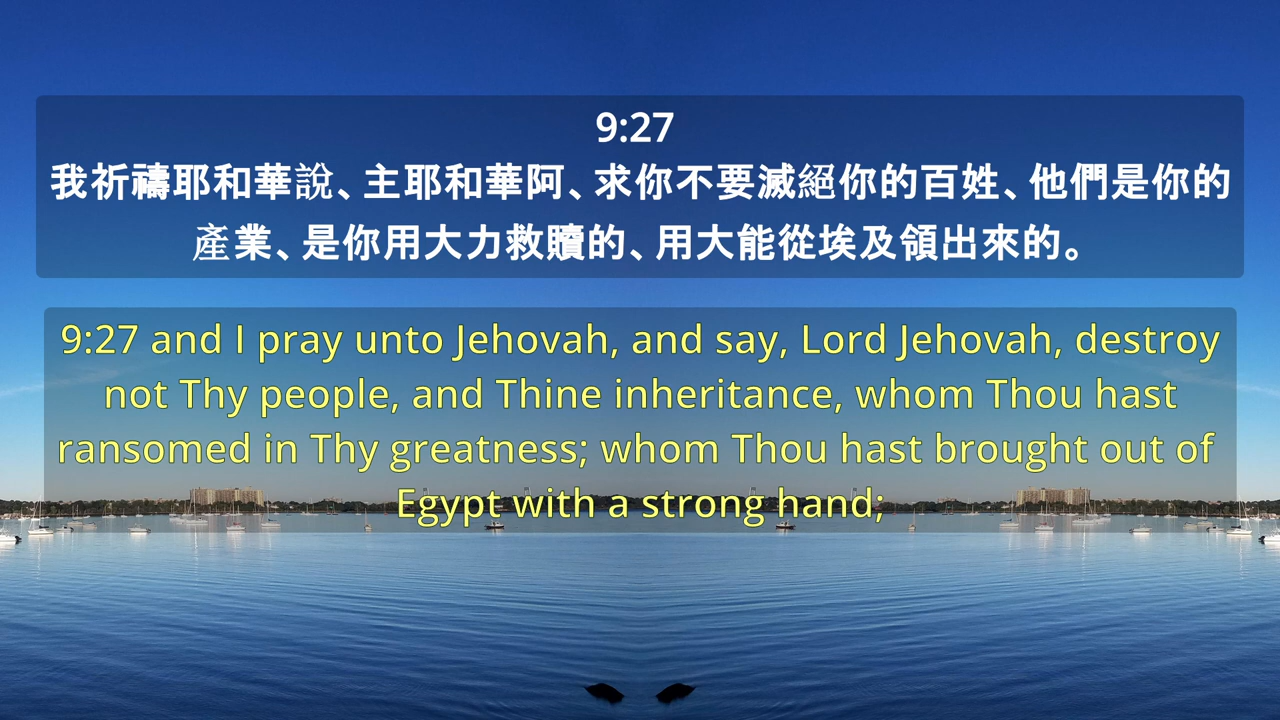 9:27
我祈禱耶和華說、主耶和華阿、求你不要滅絕你的百姓、他們是你的
產業、是你用大力救贖的、用大能從埃及領出來的。
9:27 and I pray unto Jehovah, and say, Lord Jehovah, destroy
not Thy people, and Thine inheritance, whom Thou hast
ransomed in Thy greatness; whom Thou hast brought out of
Egypt with a strong hand;